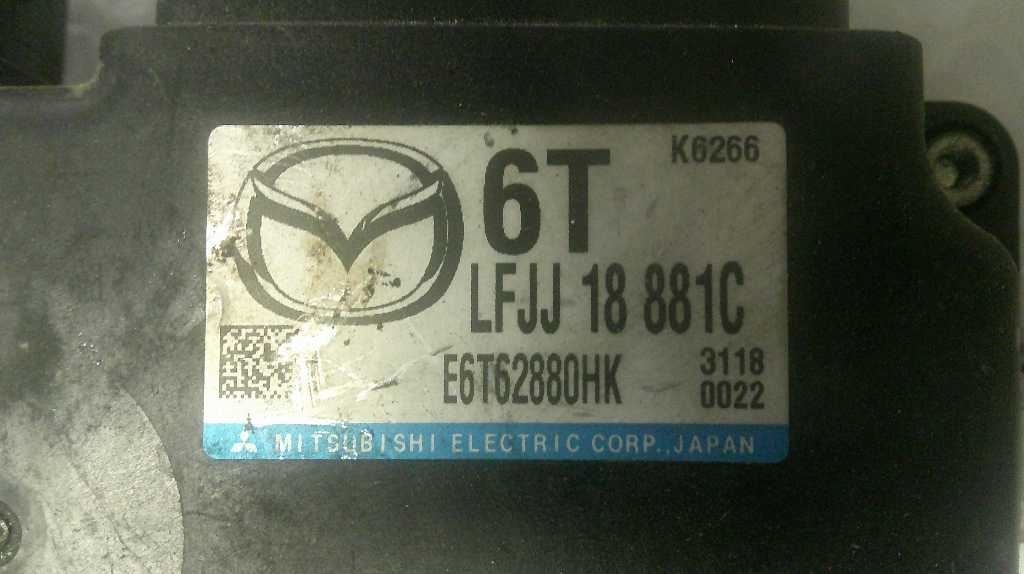 6T
K6266
LFJJ 18 881C
E6T62880HK
3118
0022
MITSUBISHI ELECTRIC CORP.,JAPAN